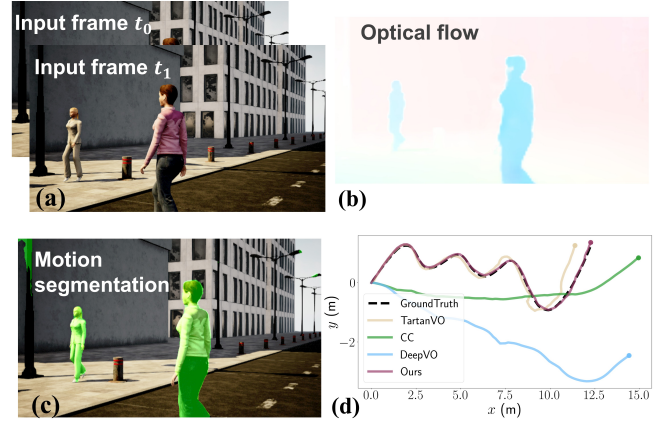 Input frame t₀
Input frame t₁
(a)
Optical flow
(b)
Motion
segmentation
(c)
y (m)
0
−2
GroundTruth
TartanVO
CC
DeepVO
Ours
0.0 2.5 5.0 7.5 10.0 12.5 15.0
x (m)
(d)